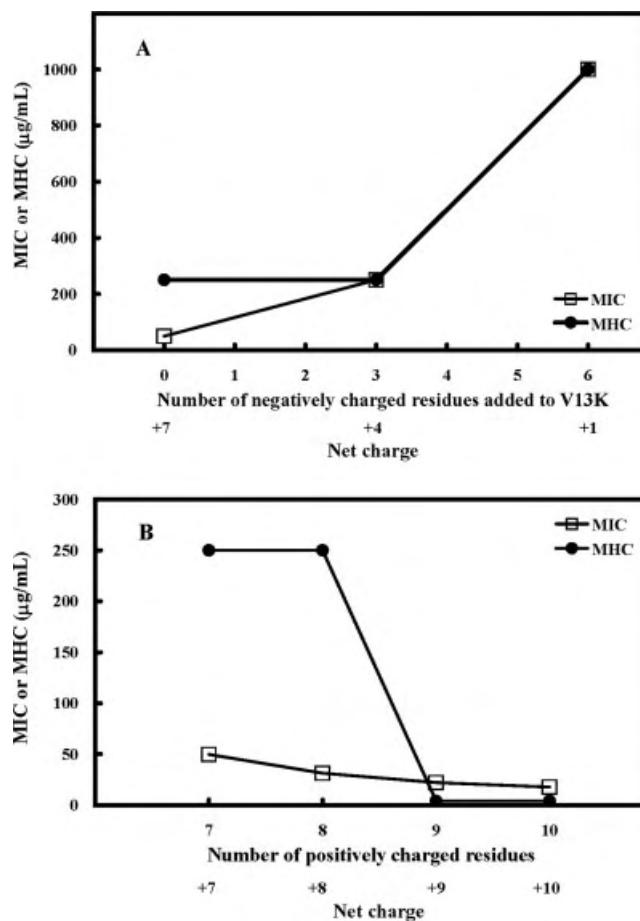 A
MIC or MHC (µg/mL)
1000
800
600
400
200
0
MIC
MHC
0 1 2 3 4 5 6
Number of negatively charged residues added to V13K
+7 +4 +1
Net charge
B
MIC or MHC (µg/mL)
300
250
200
150
100
50
0
MIC
MHC
7 8 9 10
Number of positively charged residues
+7 +8 +9 +10
Net charge